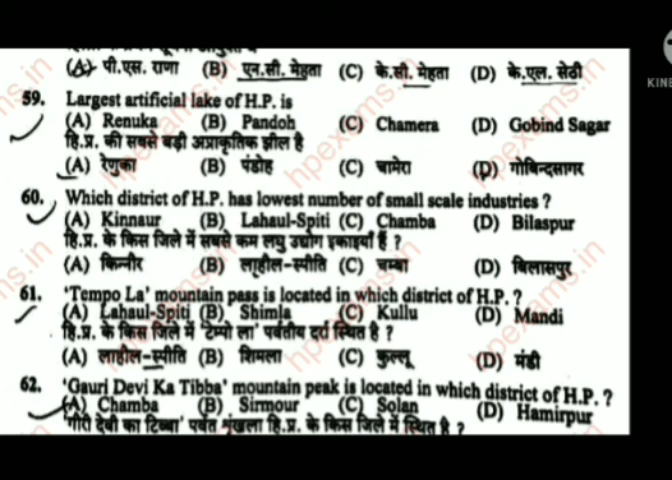 (A) पी.एस. राणा (B) एन.सी. मेहता (C) के.सी. मेहता (D) के.एल. सेठी
59. Largest artificial lake of H.P. is
(A) Renuka (B) Pandoh (C) Chamera (D) Gobind Sagar
हि.प्र. की सबसे बड़ी अप्राकृतिक झील है
(A) रेणुका (B) पंडोह (C) चामेरा (D) गोबिन्दसागर
60. Which district of H.P. has lowest number of small scale industries ?
(A) Kinnaur (B) Lahaul-Spiti (C) Chamba (D) Bilaspur
हि.प्र. के किस जिले में सबसे कम लघु उद्योग इकाइयाँ हैं ?
(A) किन्नौर (B) लाहौल-स्पीति (C) चम्बा (D) बिलासपुर
61. 'Tempo La' mountain pass is located in which district of H.P. ?
(A) Lahaul-Spiti (B) Shimla (C) Kullu (D) Mandi
हि.प्र. के किस जिले में 'टेम्पो ला' पर्वतीय दर्रा स्थित है ?
(A) लाहौल-स्पीति (B) शिमला (C) कुल्लू (D) मंडी
62. 'Gauri Devi Ka Tibba' mountain peak is located in which district of H.P. ?
(A) Chamba (B) Sirmour (C) Solan (D) Hamirpur
'गौरी देवी का टिब्बा' पर्वत श्रृंखला हि.प्र. के किस जिले में स्थित है ?
hpexams.in
KINE